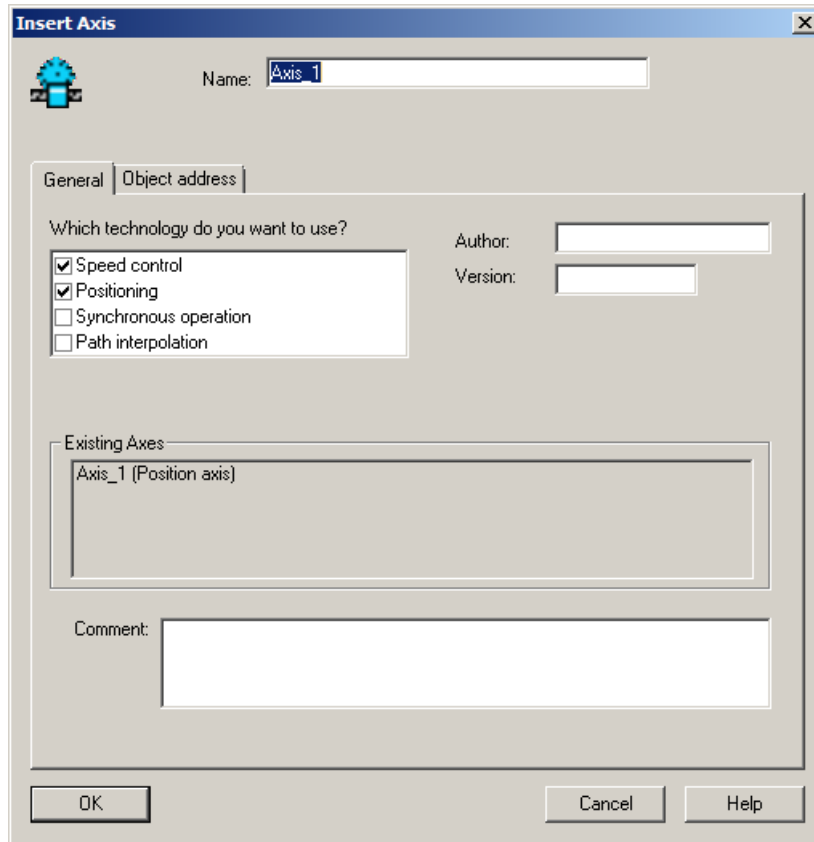 Insert Axis
Name: Axis_1
General Object address
Which technology do you want to use?
Speed control
Positioning
Synchronous operation
Path interpolation
Author:
Version:
Existing Axes
Axis_1 (Position axis)
Comment:
OK Cancel Help